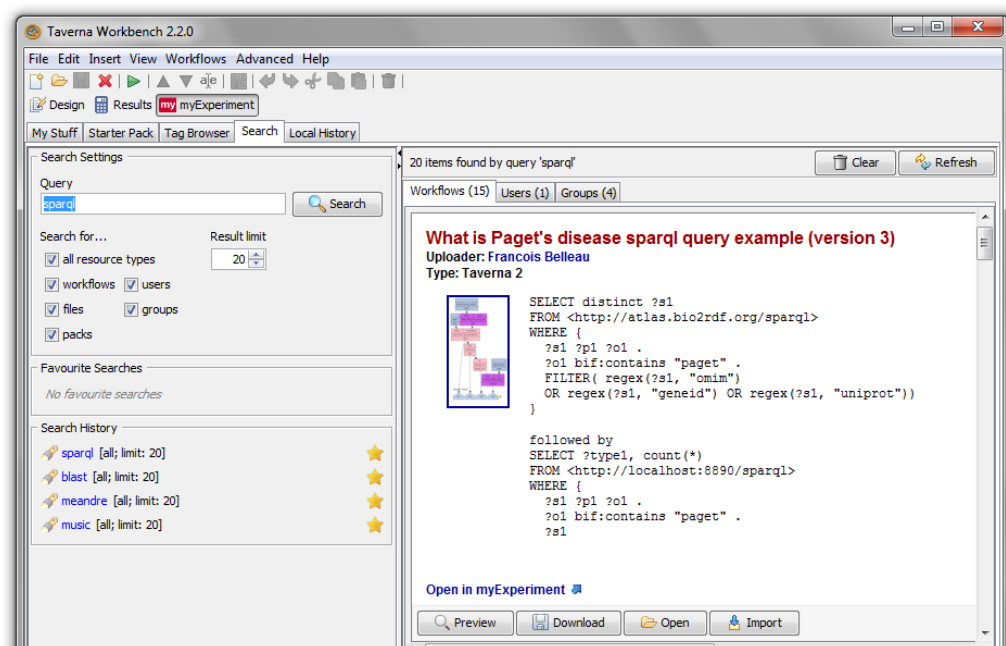 Taverna Workbench 2.2.0
File Edit Insert View Workflows Advanced Help
Design Results my myExperiment
My Stuff Starter Pack Tag Browser Search Local History
Search Settings
Query
sparql
Search
Search for... Result limit
all resource types 20
workflows users
files groups
packs
Favourite Searches
No favourite searches
Search History
sparql [all; limit: 20]
blast [all; limit: 20]
meandre [all; limit: 20]
music [all; limit: 20]
20 items found by query 'sparql' Clear Refresh
Workflows (15) Users (1) Groups (4)
What is Paget's disease sparql query example (version 3)
Uploader: Francois Belleau
Type: Taverna 2
SELECT distinct ?s1
FROM <http://atlas.bio2rdf.org/sparql>
WHERE {
?s1 ?p1 ?o1 .
?o1 bif:contains "paget" .
FILTER( regex(?s1, "omim")
OR regex(?s1, "geneid") OR regex(?s1, "uniprot"))
}
followed by
SELECT ?type1, count(*)
FROM <http://localhost:8890/sparql>
WHERE {
?s1 ?p1 ?o1 .
?o1 bif:contains "paget" .
?s1
Open in myExperiment
Preview Download Open Import